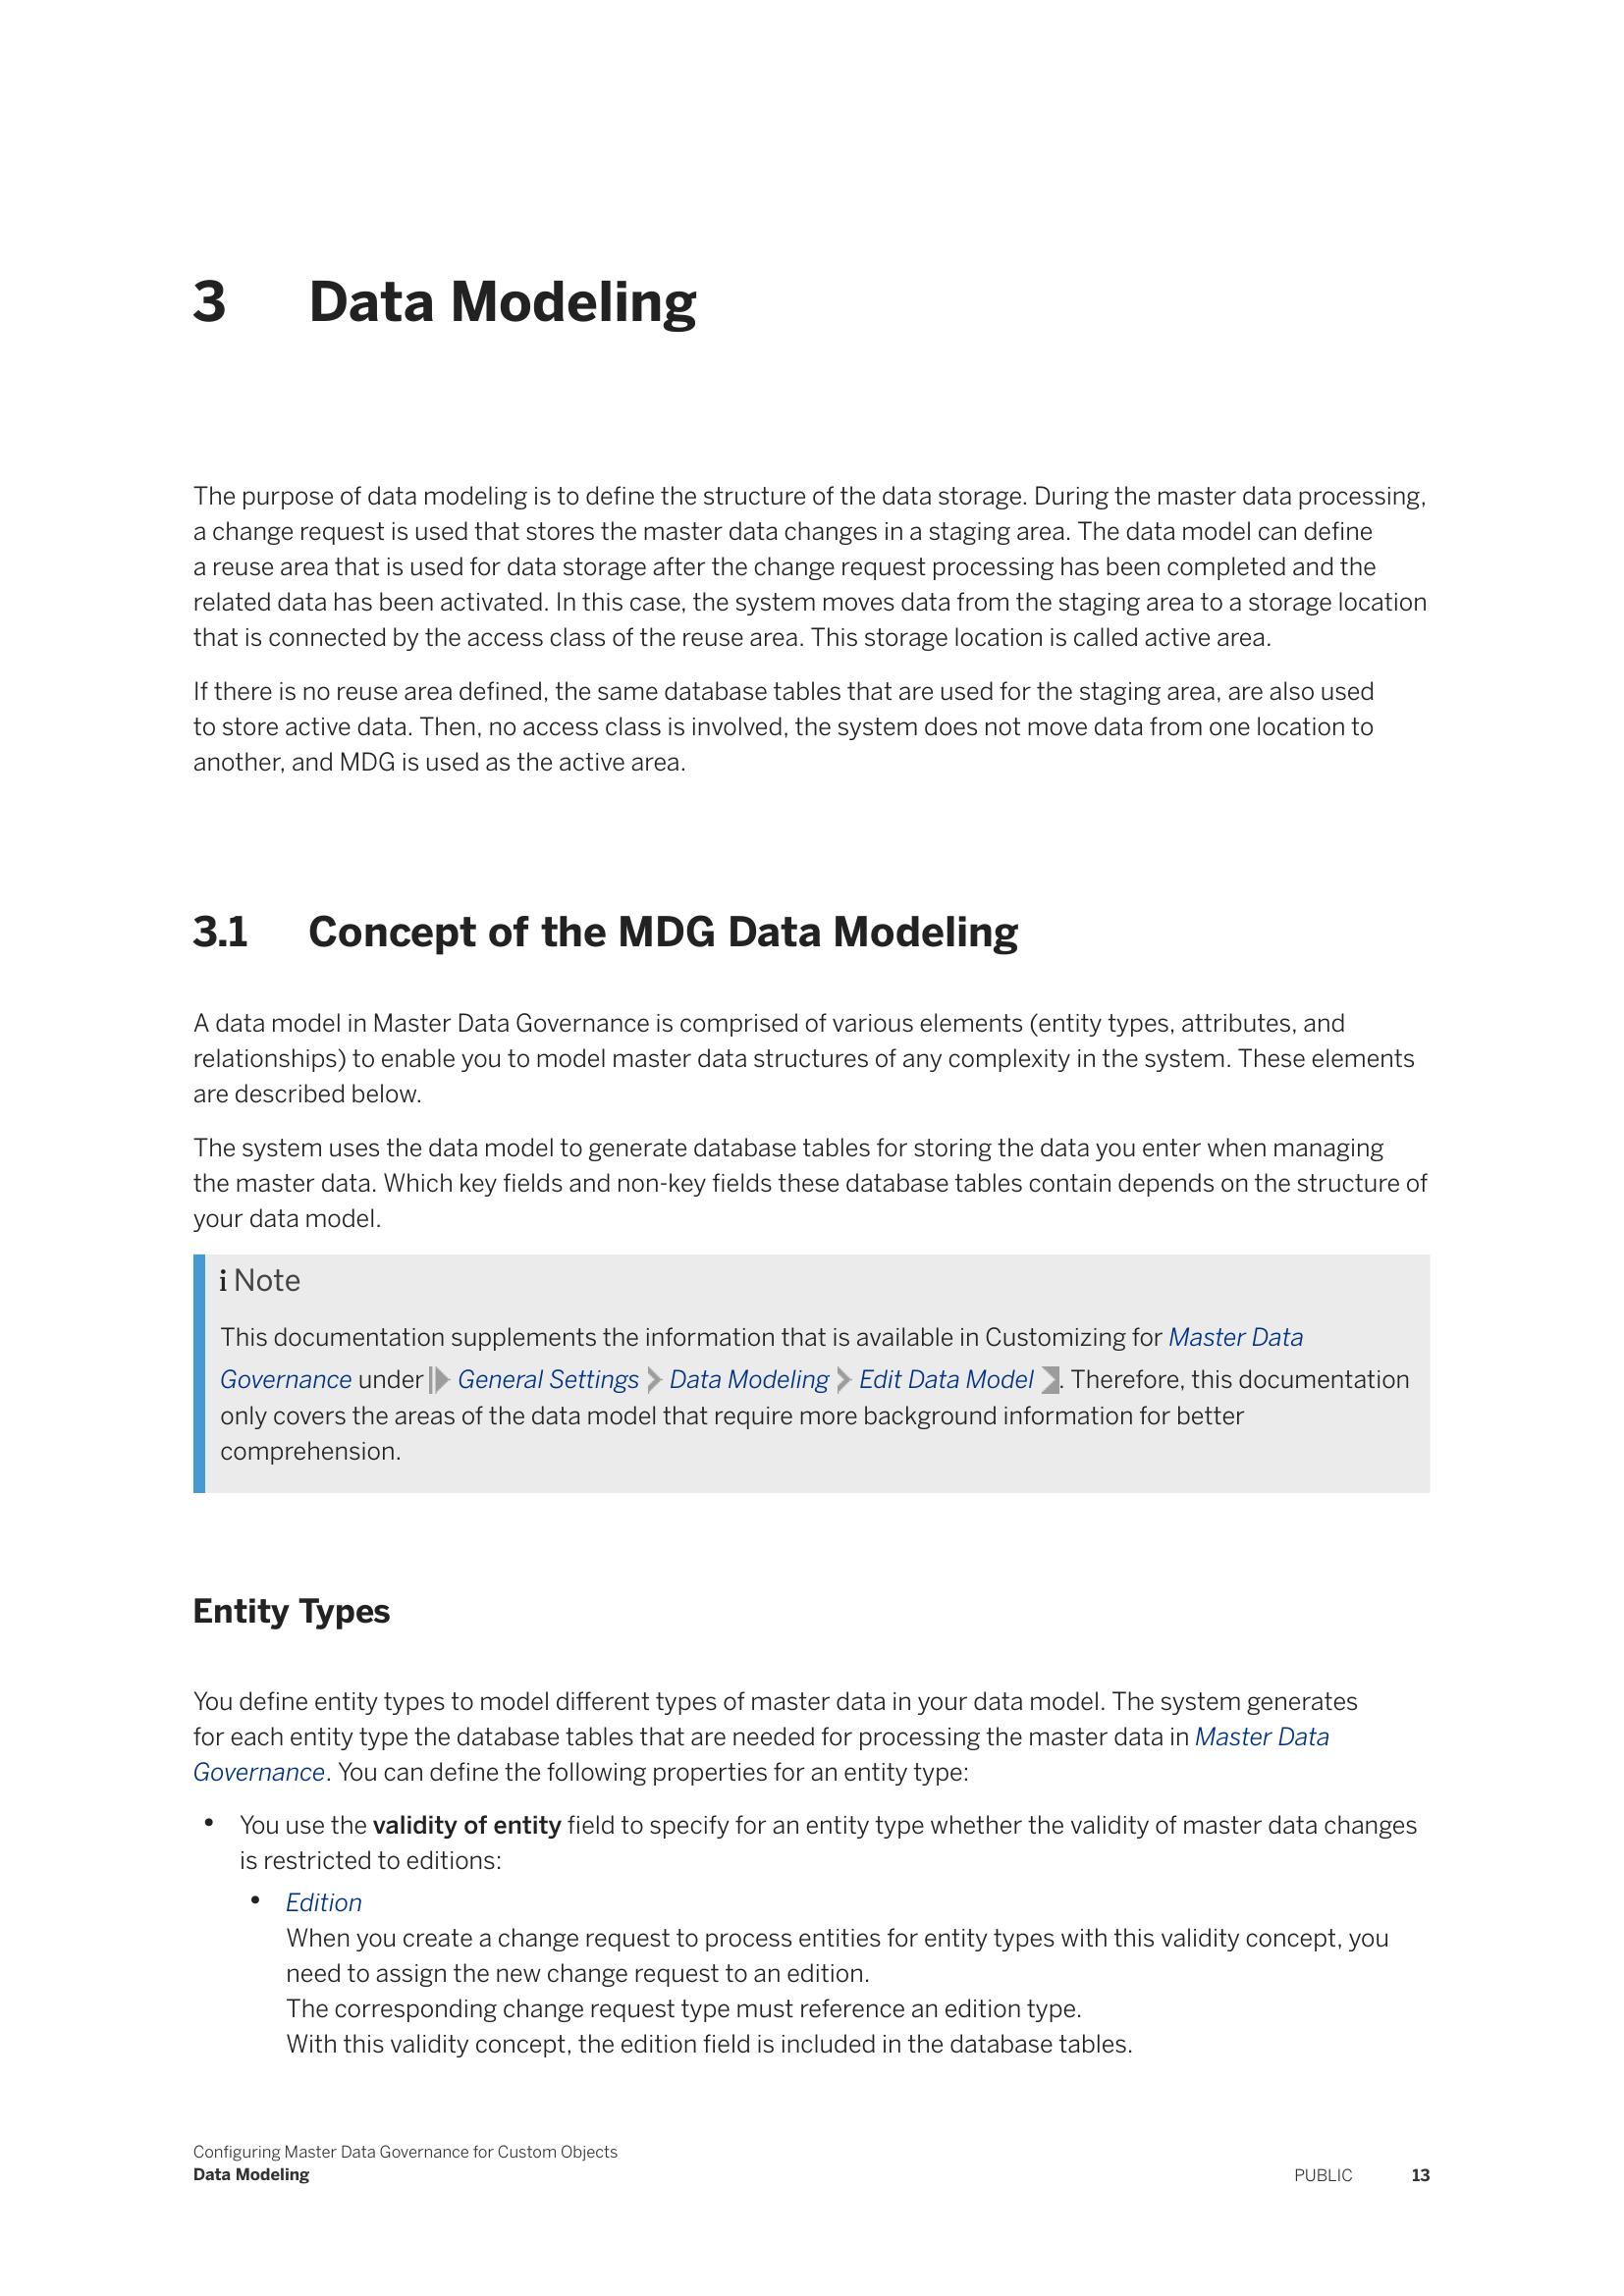 3 Data Modeling
The purpose of data modeling is to define the structure of the data storage. During the master data processing,
a change request is used that stores the master data changes in a staging area. The data model can define
a reuse area that is used for data storage after the change request processing has been completed and the
related data has been activated. In this case, the system moves data from the staging area to a storage location
that is connected by the access class of the reuse area. This storage location is called active area.
If there is no reuse area defined, the same database tables that are used for the staging area, are also used
to store active data. Then, no access class is involved, the system does not move data from one location to
another, and MDG is used as the active area.
3.1 Concept of the MDG Data Modeling
A data model in Master Data Governance is comprised of various elements (entity types, attributes, and
relationships) to enable you to model master data structures of any complexity in the system. These elements
are described below.
The system uses the data model to generate database tables for storing the data you enter when managing
the master data. Which key fields and non-key fields these database tables contain depends on the structure of
your data model.
i Note
This documentation supplements the information that is available in Customizing for Master Data
Governance under General Settings Data Modeling Edit Data Model . Therefore, this documentation
only covers the areas of the data model that require more background information for better
comprehension.
Entity Types
You define entity types to model different types of master data in your data model. The system generates
for each entity type the database tables that are needed for processing the master data in Master Data
Governance. You can define the following properties for an entity type:
• You use the validity of entity field to specify for an entity type whether the validity of master data changes
is restricted to editions:
• Edition
When you create a change request to process entities for entity types with this validity concept, you
need to assign the new change request to an edition.
The corresponding change request type must reference an edition type.
With this validity concept, the edition field is included in the database tables.
Configuring Master Data Governance for Custom Objects
Data Modeling
PUBLIC 13